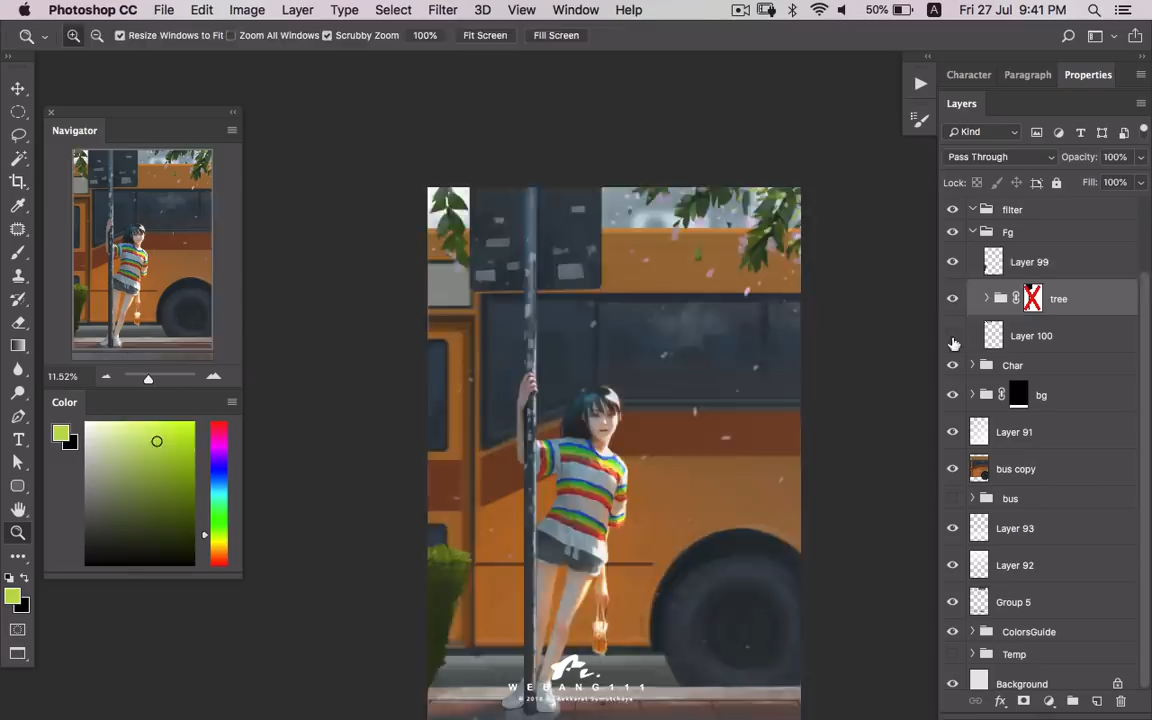 Photoshop CC File Edit Image Layer Type Select Filter 3D View Window Help 50% A Fri 27 Jul 9:41 PM
Resize Windows to Fit Zoom All Windows Scrubby Zoom 100% Fit Screen Fill Screen
Character Paragraph Properties
Layers
Navigator
Kind
Pass Through Opacity: 100%
Lock: Fill: 100%
filter
Fg
Layer 99
tree
Layer 100
Char
11.52%
bg
Color
Layer 91
bus copy
bus
Layer 93
Layer 92
Group 5
ColorsGuide
Temp
Background
WEBANG111
© 2018